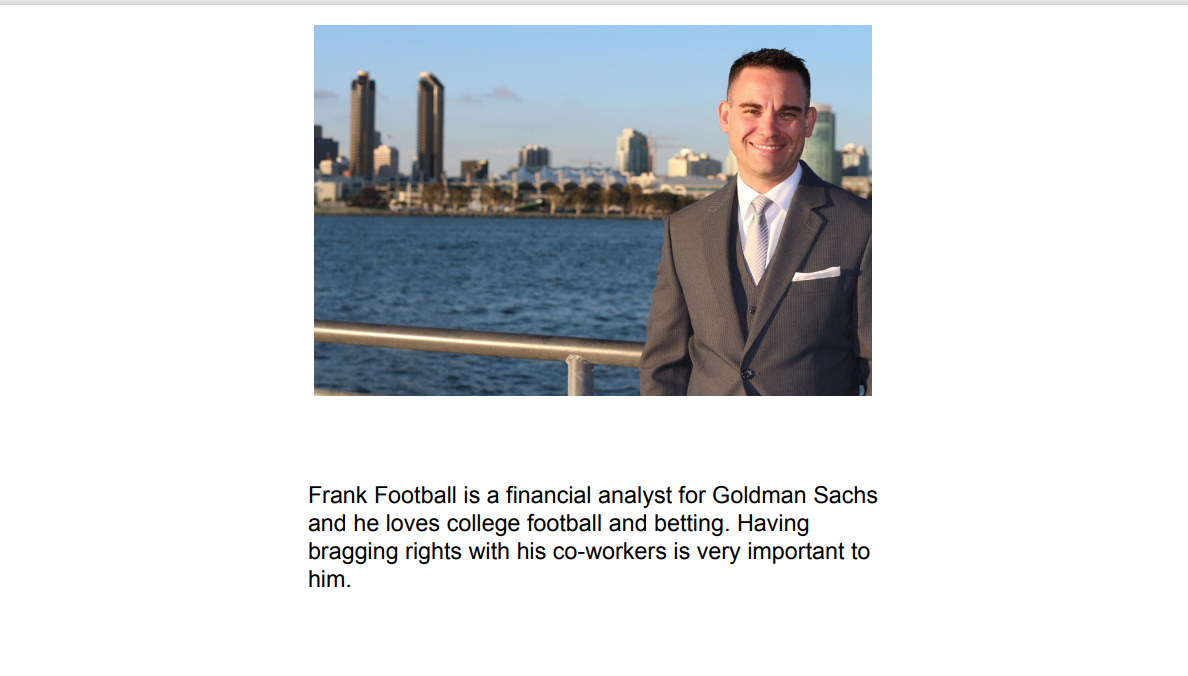 Frank Football is a financial analyst for Goldman Sachs
and he loves college football and betting. Having
bragging rights with his co-workers is very important to
him.